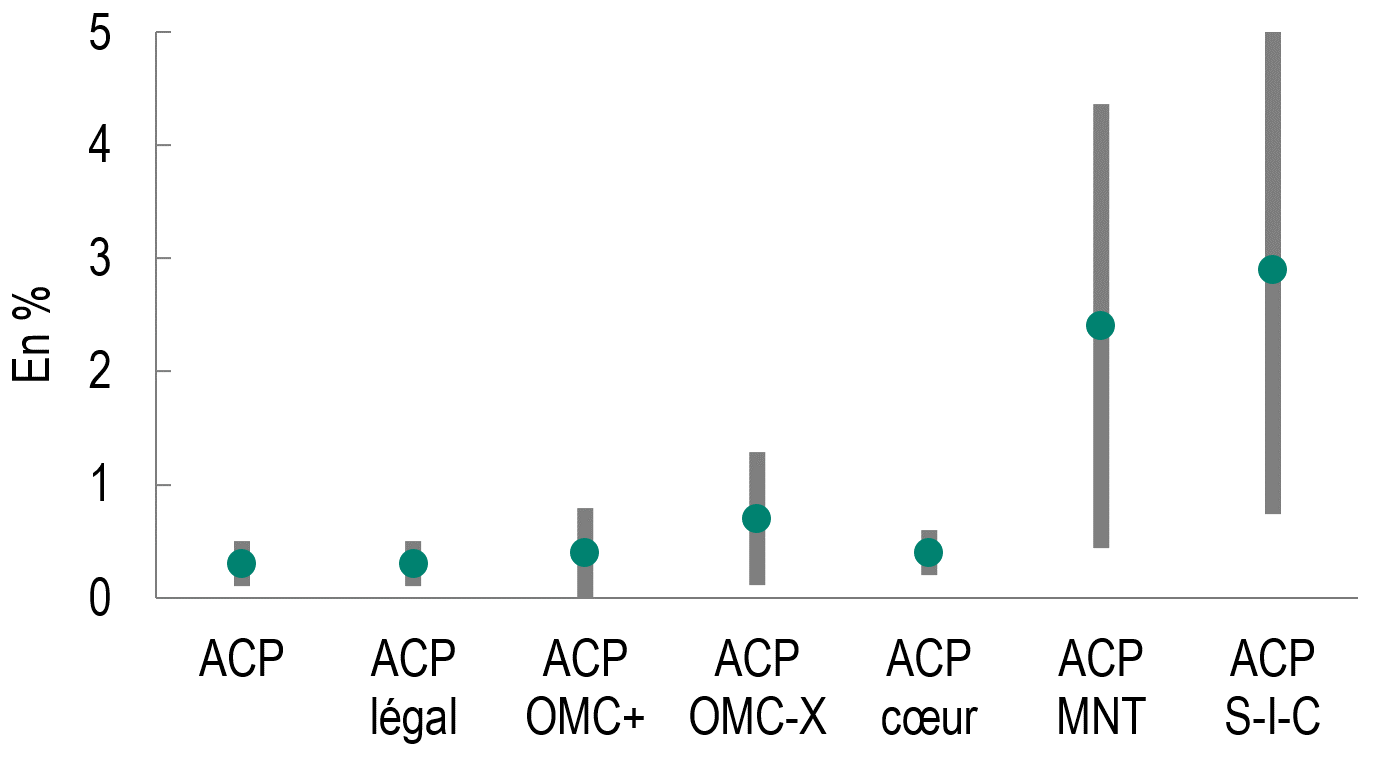 5
4
3
2
1
0
En %
ACP
ACP
légal
ACP
OMC+
ACP
OMC-X
ACP
cœur
ACP
MNT
ACP
S-I-C